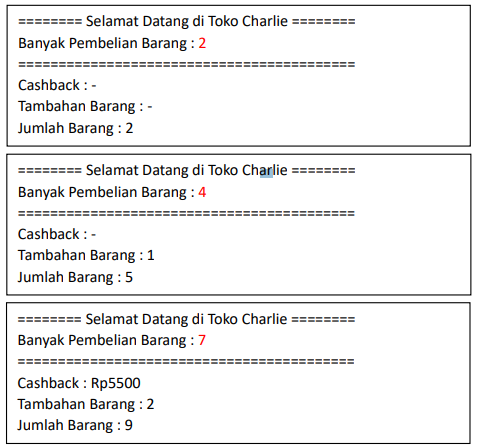 ======== Selamat Datang di Toko Charlie ========
Banyak Pembelian Barang : 2
==========================================
Cashback : -
Tambahan Barang : -
Jumlah Barang : 2
======== Selamat Datang di Toko Charlie ========
Banyak Pembelian Barang : 4
==========================================
Cashback : -
Tambahan Barang : 1
Jumlah Barang : 5
======== Selamat Datang di Toko Charlie ========
Banyak Pembelian Barang : 7
==========================================
Cashback : Rp5500
Tambahan Barang : 2
Jumlah Barang : 9